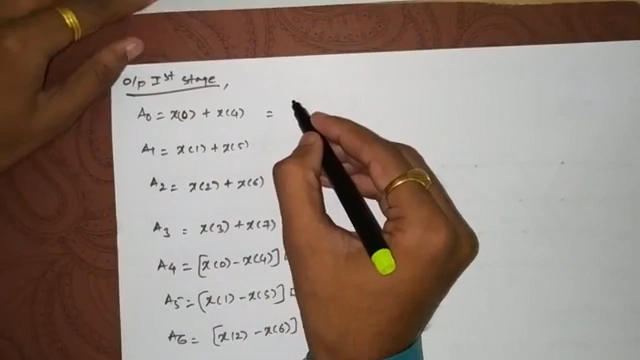 O/P Ist stage,
A0 = x(0) + x(4) =
A1 = x(1) + x(5)
A2 = x(2) + x(6)
A3 = x(3) + x(7)
A4 = [x(0) - x(4)]
A5 = (x(1) - x(5)]
A6 = [x(2) - x(6)]